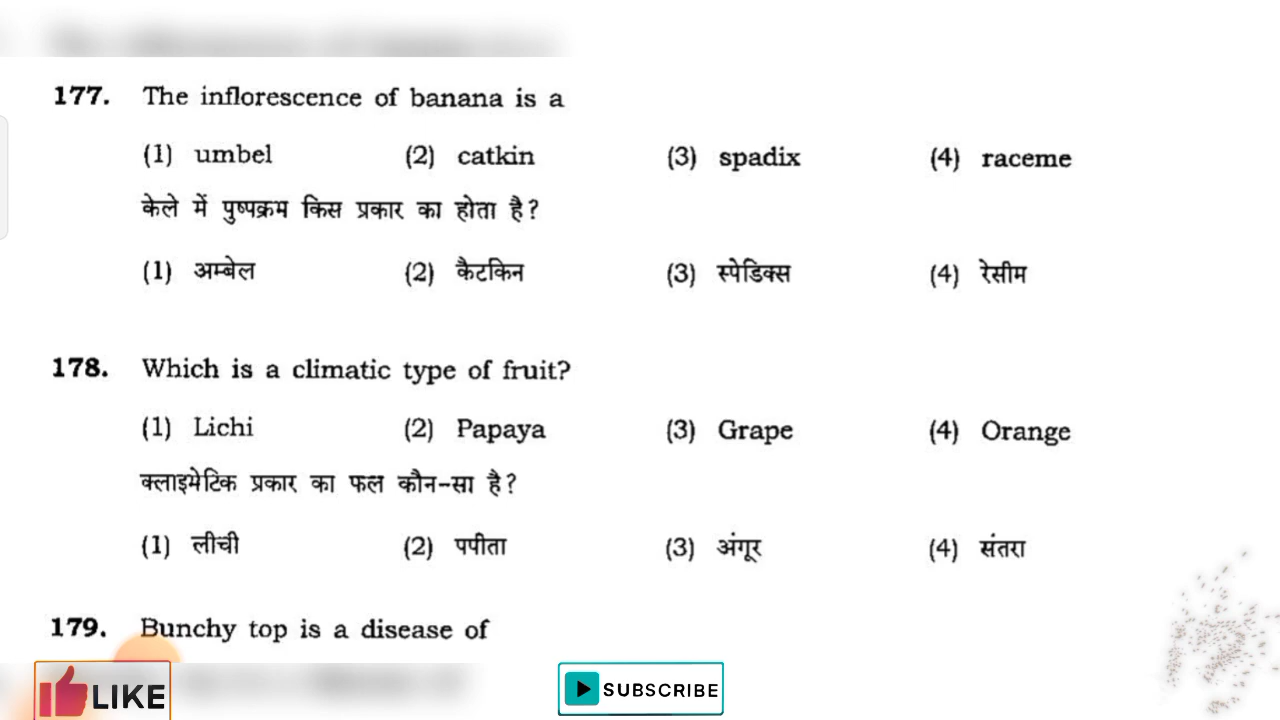 177. The inflorescence of banana is a
(1) umbel (2) catkin (3) spadix (4) raceme
केले में पुष्पक्रम किस प्रकार का होता है?
(1) अम्बेल (2) कैटकिन (3) स्पेडिक्स (4) रेसीम
178. Which is a climatic type of fruit?
(1) Lichi (2) Papaya (3) Grape (4) Orange
क्लाइमेटिक प्रकार का फल कौन-सा है?
(1) लीची (2) पपीता (3) अंगूर (4) संतरा
179. Bunchy top is a disease of
LIKE
SUBSCRIBE